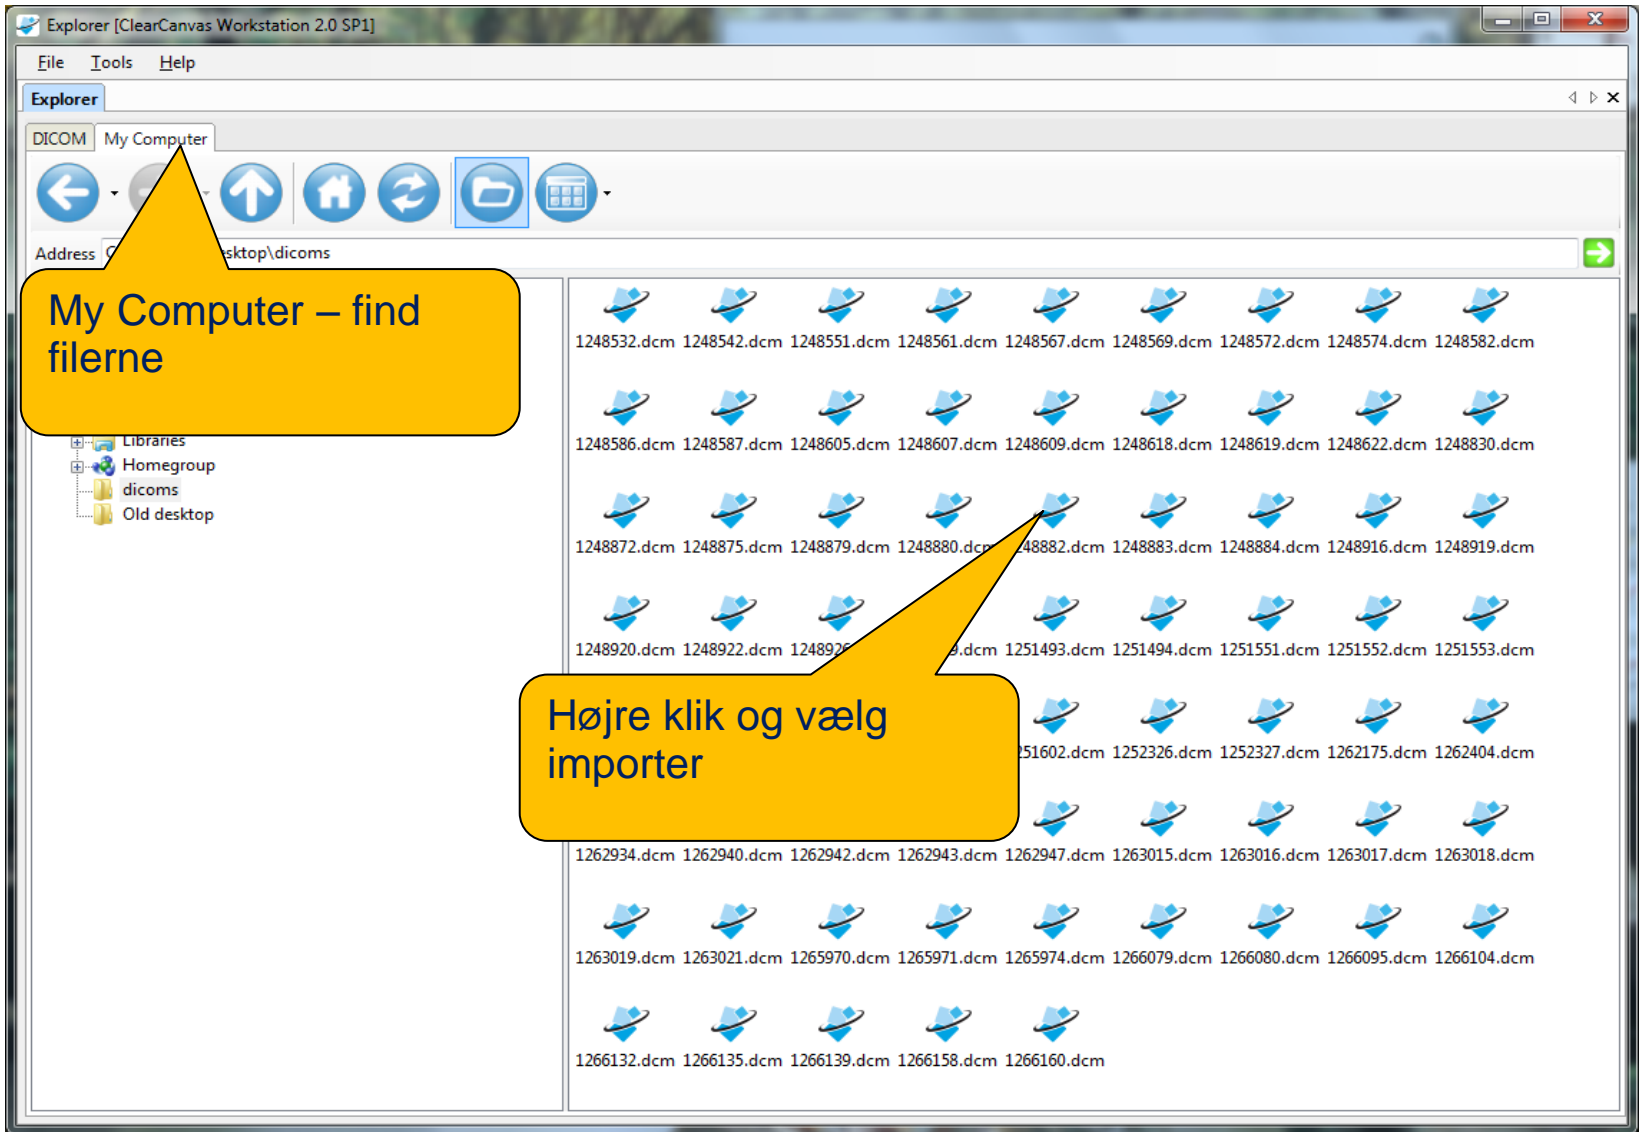 Explorer [ClearCanvas Workstation 2.0 SP1]
File Tools Help
Explorer
DICOM My Computer
Address sktop\dicoms
My Computer – find
filerne
Libraries
Homegroup
dicoms
Old desktop
1248532.dcm 1248542.dcm 1248551.dcm 1248561.dcm 1248567.dcm 1248569.dcm 1248572.dcm 1248574.dcm 1248582.dcm
1248586.dcm 1248587.dcm 1248605.dcm 1248607.dcm 1248609.dcm 1248618.dcm 1248619.dcm 1248622.dcm 1248830.dcm
1248872.dcm 1248875.dcm 1248879.dcm 1248880.dcm 1248882.dcm 1248883.dcm 1248884.dcm 1248916.dcm 1248919.dcm
1248920.dcm 1248922.dcm 1248926 9.dcm 1251493.dcm 1251494.dcm 1251551.dcm 1251552.dcm 1251553.dcm
Højre klik og vælg
importer
251602.dcm 1252326.dcm 1252327.dcm 1262175.dcm 1262404.dcm
1262934.dcm 1262940.dcm 1262942.dcm 1262943.dcm 1262947.dcm 1263015.dcm 1263016.dcm 1263017.dcm 1263018.dcm
1263019.dcm 1263021.dcm 1265970.dcm 1265971.dcm 1265974.dcm 1266079.dcm 1266080.dcm 1266095.dcm 1266104.dcm
1266132.dcm 1266135.dcm 1266139.dcm 1266158.dcm 1266160.dcm